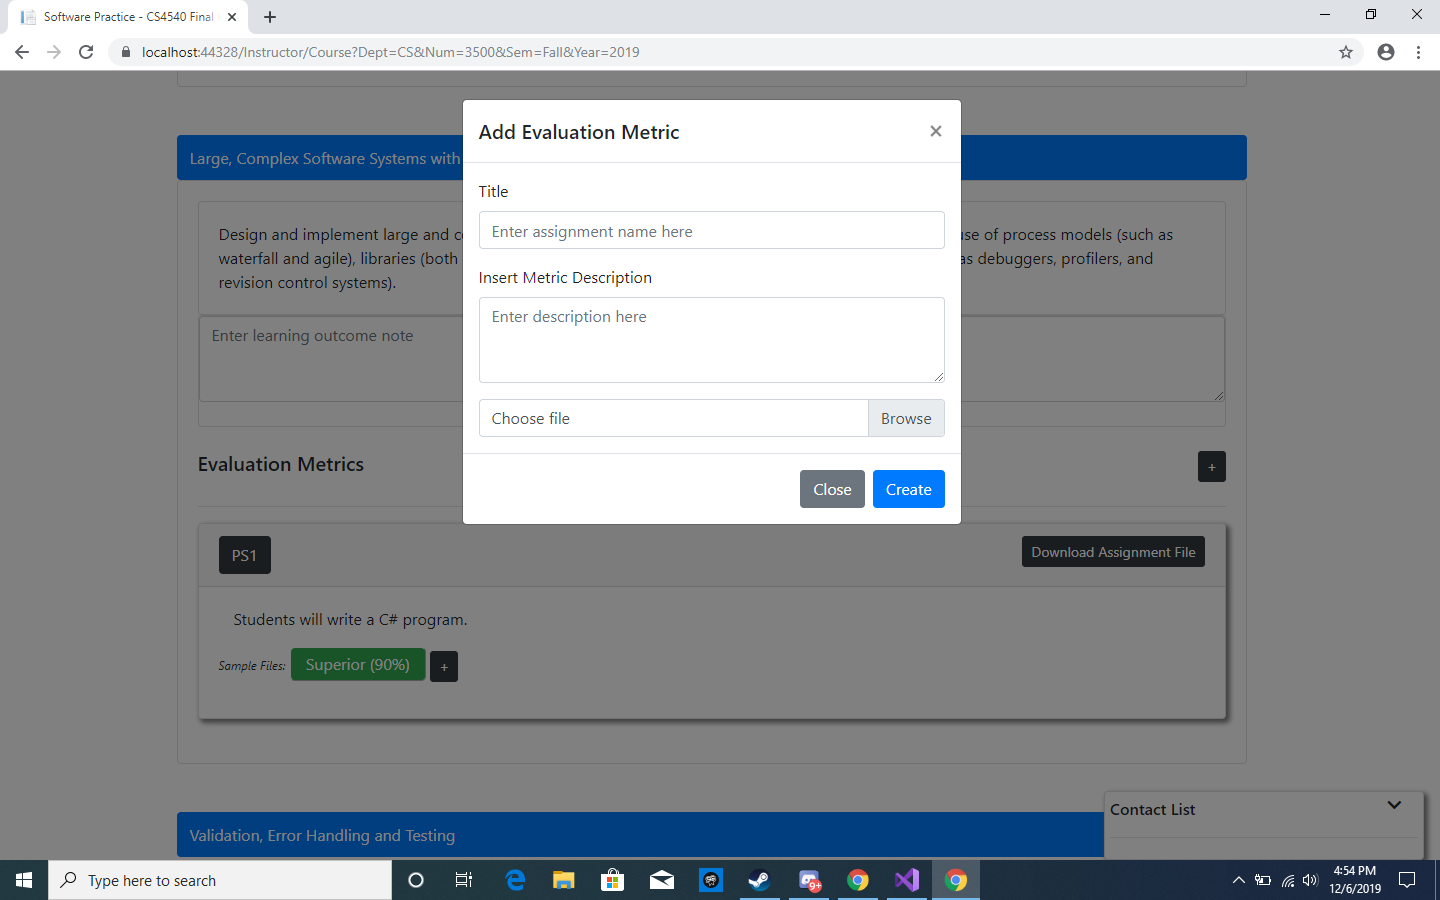 Software Practice - CS4540 Final
localhost:44328/Instructor/Course?Dept=CS&Num=3500&Sem=Fall&Year=2019
Add Evaluation Metric
Large, Complex Software Systems with
Title
Enter assignment name here
Design and implement large and
use of process models (such as
waterfall and agile), libraries (both
as debuggers, profilers, and
revision control systems).
Insert Metric Description
Enter description here
Enter learning outcome note
Choose file
Browse
Evaluation Metrics
+
Close
Create
PS1
Download Assignment File
Students will write a C# program.
Sample Files:
Superior (90%)
+
Contact List
Validation, Error Handling and Testing
Type here to search
9+
4:54 PM
12/6/2019